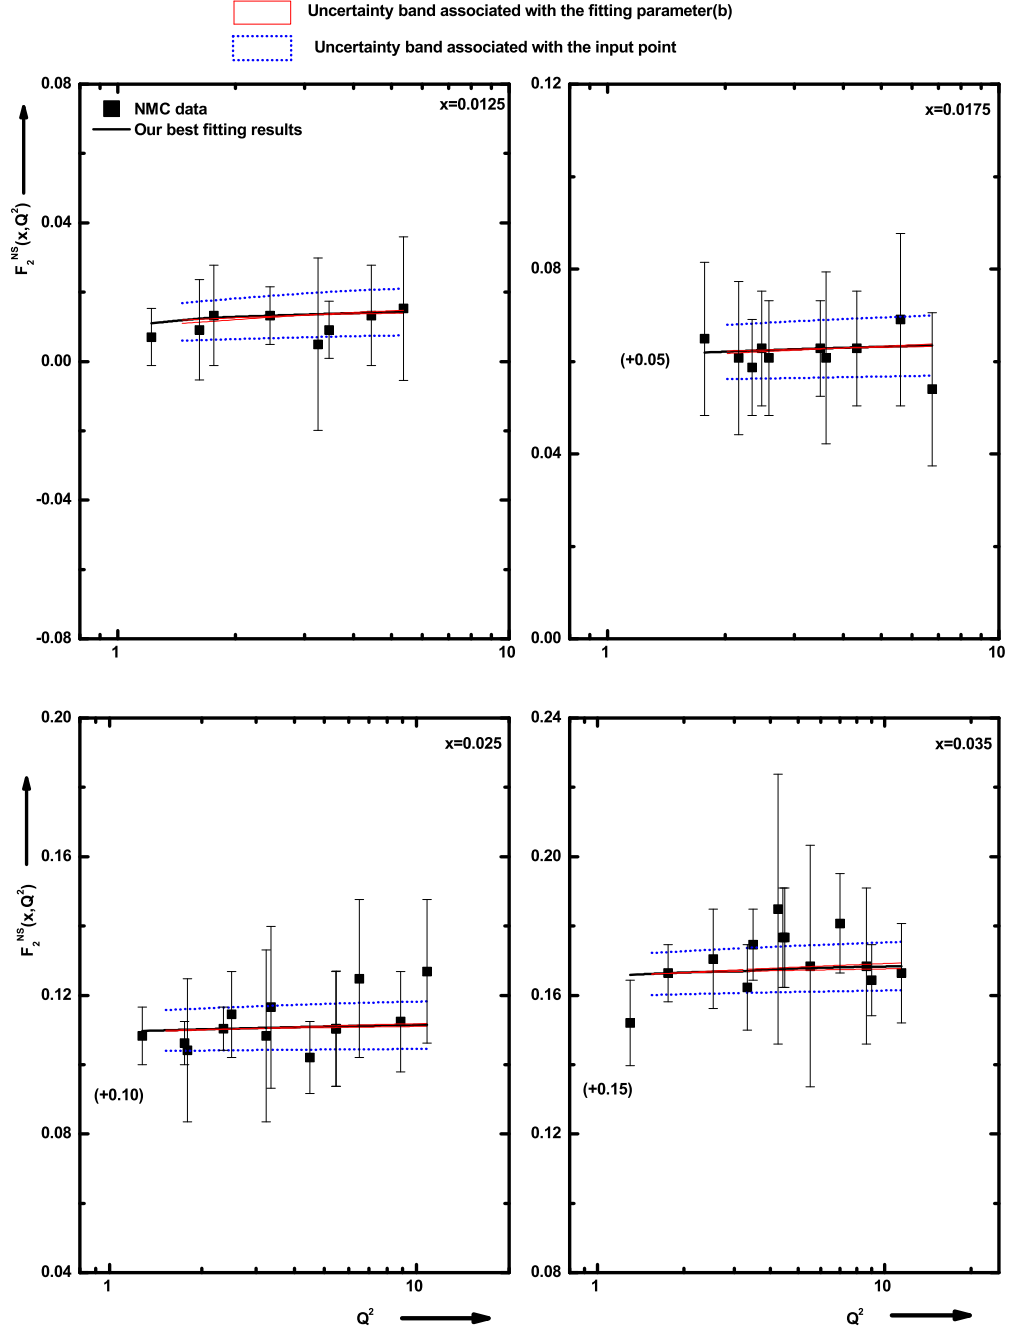 Uncertainty band associated with the fitting parameter(b)
Uncertainty band associated with the input point
0.08
0.04
0.00
-0.04
-0.08
F₂ᴺˢ(x,Q²)
NMC data
Our best fitting results
x=0.0125
1
10
0.12
0.08
0.04
0.00
x=0.0175
(+0.05)
1
10
0.20
0.16
0.12
0.08
0.04
F₂ᴺˢ(x,Q²)
x=0.025
(+0.10)
1
10
Q²
0.24
0.20
0.16
0.12
0.08
x=0.035
(+0.15)
1
10
Q²